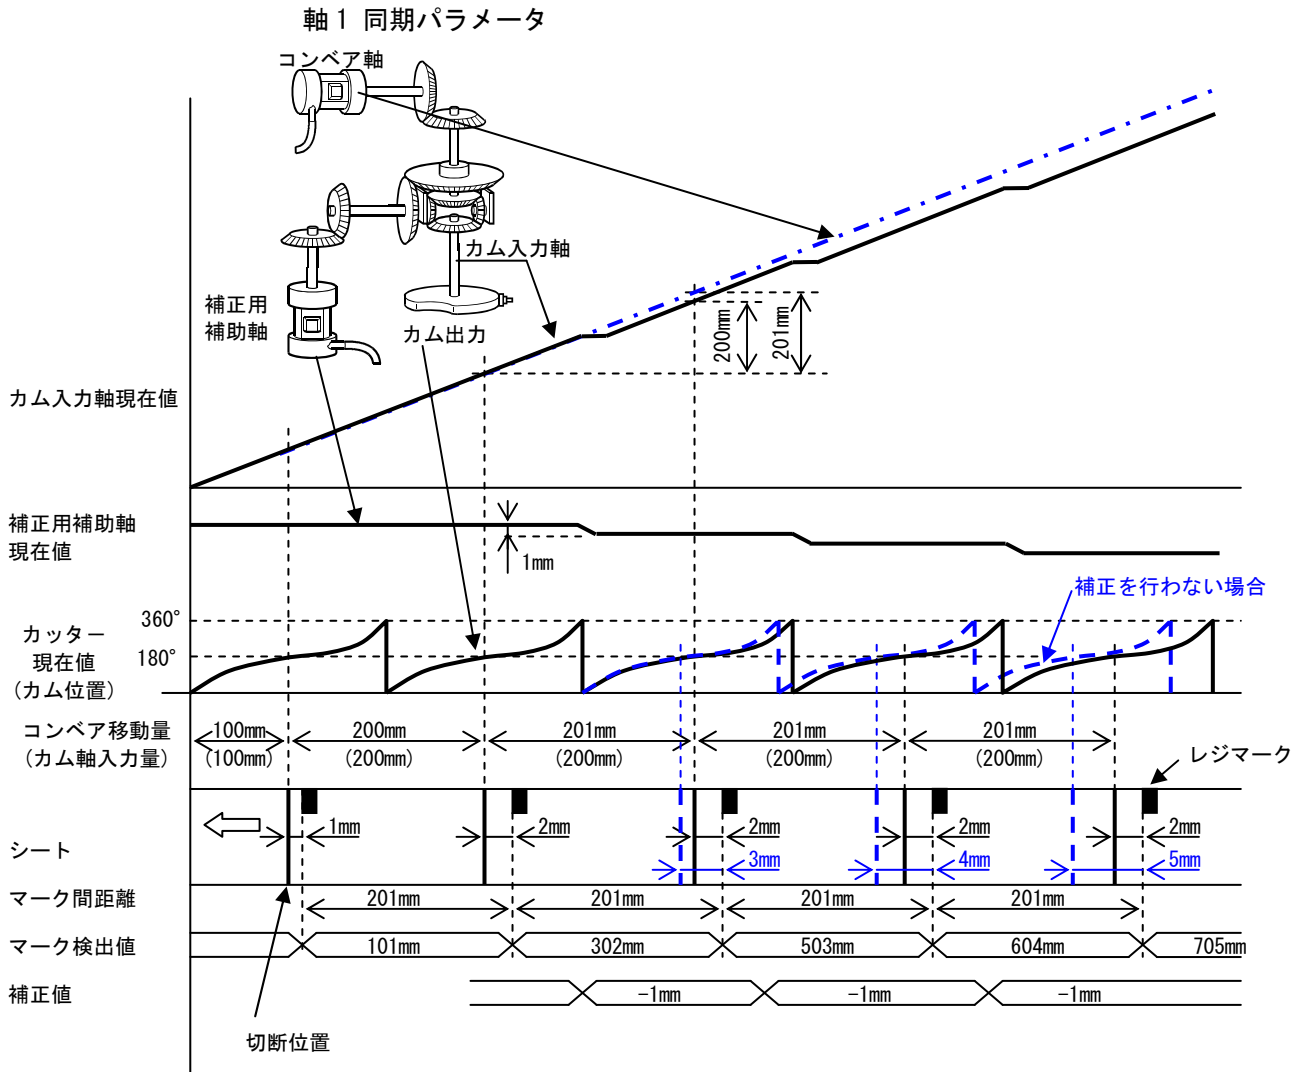 軸1 同期パラメータ
コンベア軸
カム入力軸
補正用
補助軸
カム出力
200mm
201mm
カム入力軸現在値
補正用補助軸
現在値
1mm
補正を行わない場合
360°
カッター
現在値
(カム位置)
180°
コンベア移動量
(カム軸入力量)
100mm
(100mm)
200mm
(200mm)
201mm
(200mm)
201mm
(200mm)
201mm
(200mm)
レジマーク
シート
1mm
2mm
2mm
2mm
2mm
3mm
4mm
5mm
マーク間距離
201mm
201mm
201mm
201mm
マーク検出値
101mm
302mm
503mm
604mm
705mm
補正値
-1mm
-1mm
-1mm
切断位置